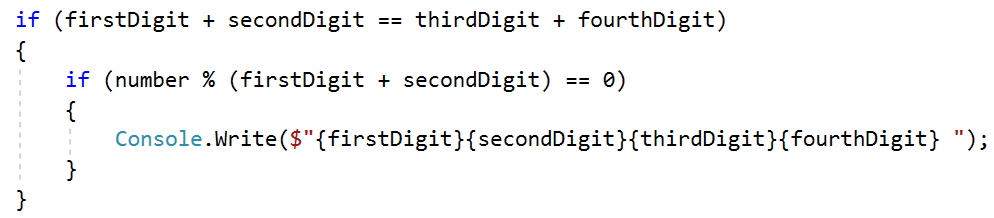 if (firstDigit + secondDigit == thirdDigit + fourthDigit)
{
    if (number % (firstDigit + secondDigit) == 0)
    {
        Console.Write($"{firstDigit}{secondDigit}{thirdDigit}{fourthDigit} ");
    }
}